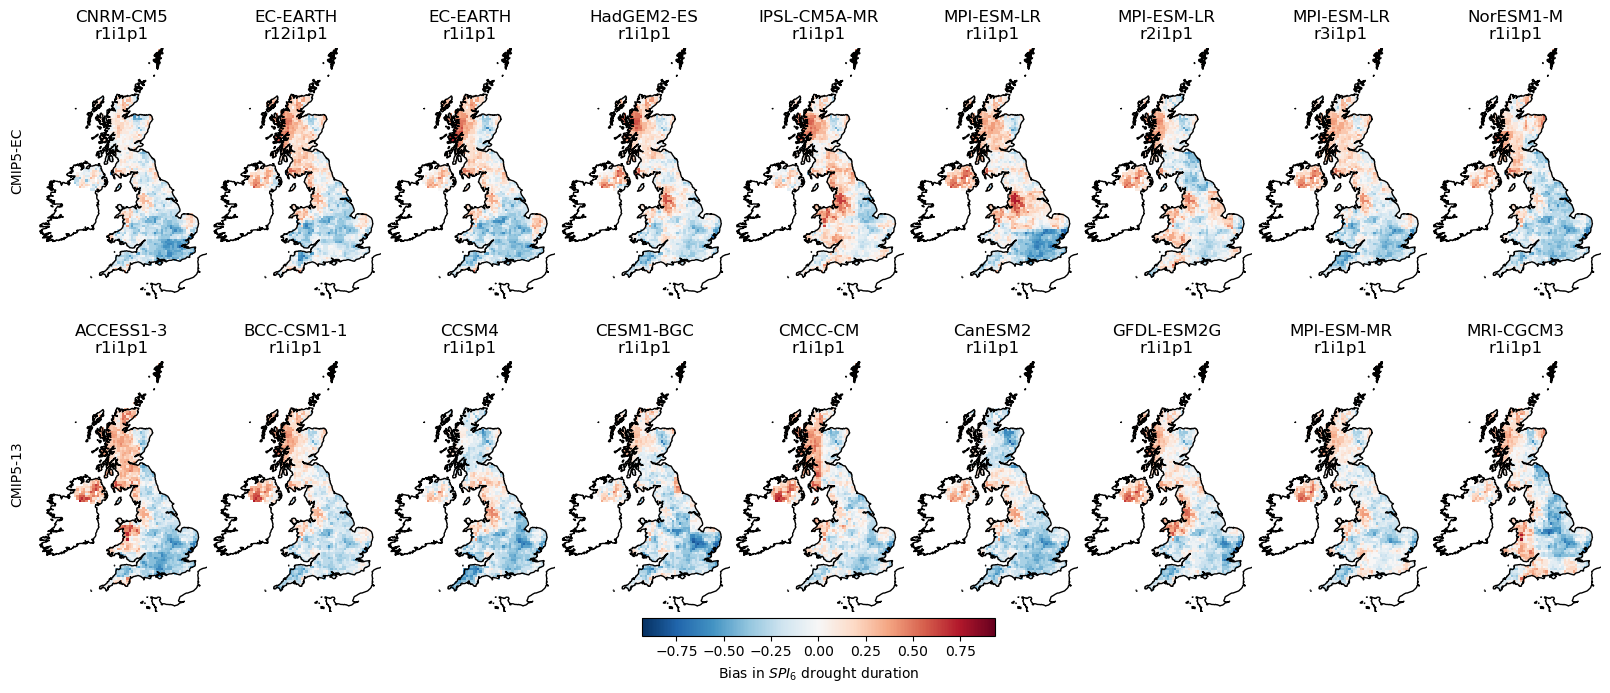 CNRM-CM5
r1i1p1
EC-EARTH
r12i1p1
EC-EARTH
r1i1p1
HadGEM2-ES
r1i1p1
IPSL-CM5A-MR
r1i1p1
MPI-ESM-LR
r1i1p1
MPI-ESM-LR
r2i1p1
MPI-ESM-LR
r3i1p1
NorESM1-M
r1i1p1
CMIP5-EC
ACCESS1-3
r1i1p1
BCC-CSM1-1
r1i1p1
CCSM4
r1i1p1
CESM1-BGC
r1i1p1
CMCC-CM
r1i1p1
CanESM2
r1i1p1
GFDL-ESM2G
r1i1p1
MPI-ESM-MR
r1i1p1
MRI-CGCM3
r1i1p1
CMIP5-13
−0.75 −0.50 −0.25 0.00 0.25 0.50 0.75
Bias in SPI₆ drought duration